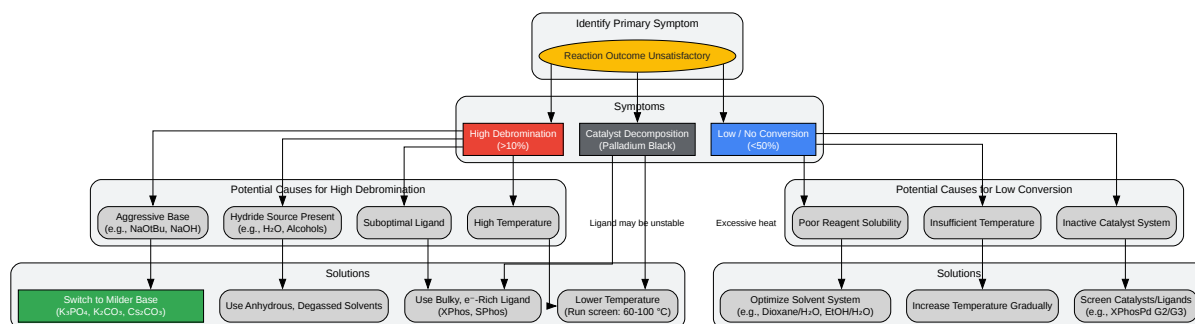 Identify Primary Symptom
Reaction Outcome Unsatisfactory
Symptoms
High Debromination
(>10%)
Catalyst Decomposition
(Palladium Black)
Low / No Conversion
(<50%)
Potential Causes for High Debromination
Aggressive Base
(e.g., NaOtBu, NaOH)
Hydride Source Present
(e.g., H₂O, Alcohols)
Suboptimal Ligand
High Temperature
Ligand may be unstable
Excessive heat
Potential Causes for Low Conversion
Poor Reagent Solubility
Insufficient Temperature
Inactive Catalyst System
Solutions
Switch to Milder Base
(K₃PO₄, K₂CO₃, Cs₂CO₃)
Use Anhydrous, Degassed Solvents
Use Bulky, e⁻-Rich Ligand
(XPhos, SPhos)
Lower Temperature
(Run screen: 60-100 °C)
Solutions
Optimize Solvent System
(e.g., Dioxane/H₂O, EtOH/H₂O)
Increase Temperature Gradually
Screen Catalysts/Ligands
(e.g., XPhosPd G2/G3)